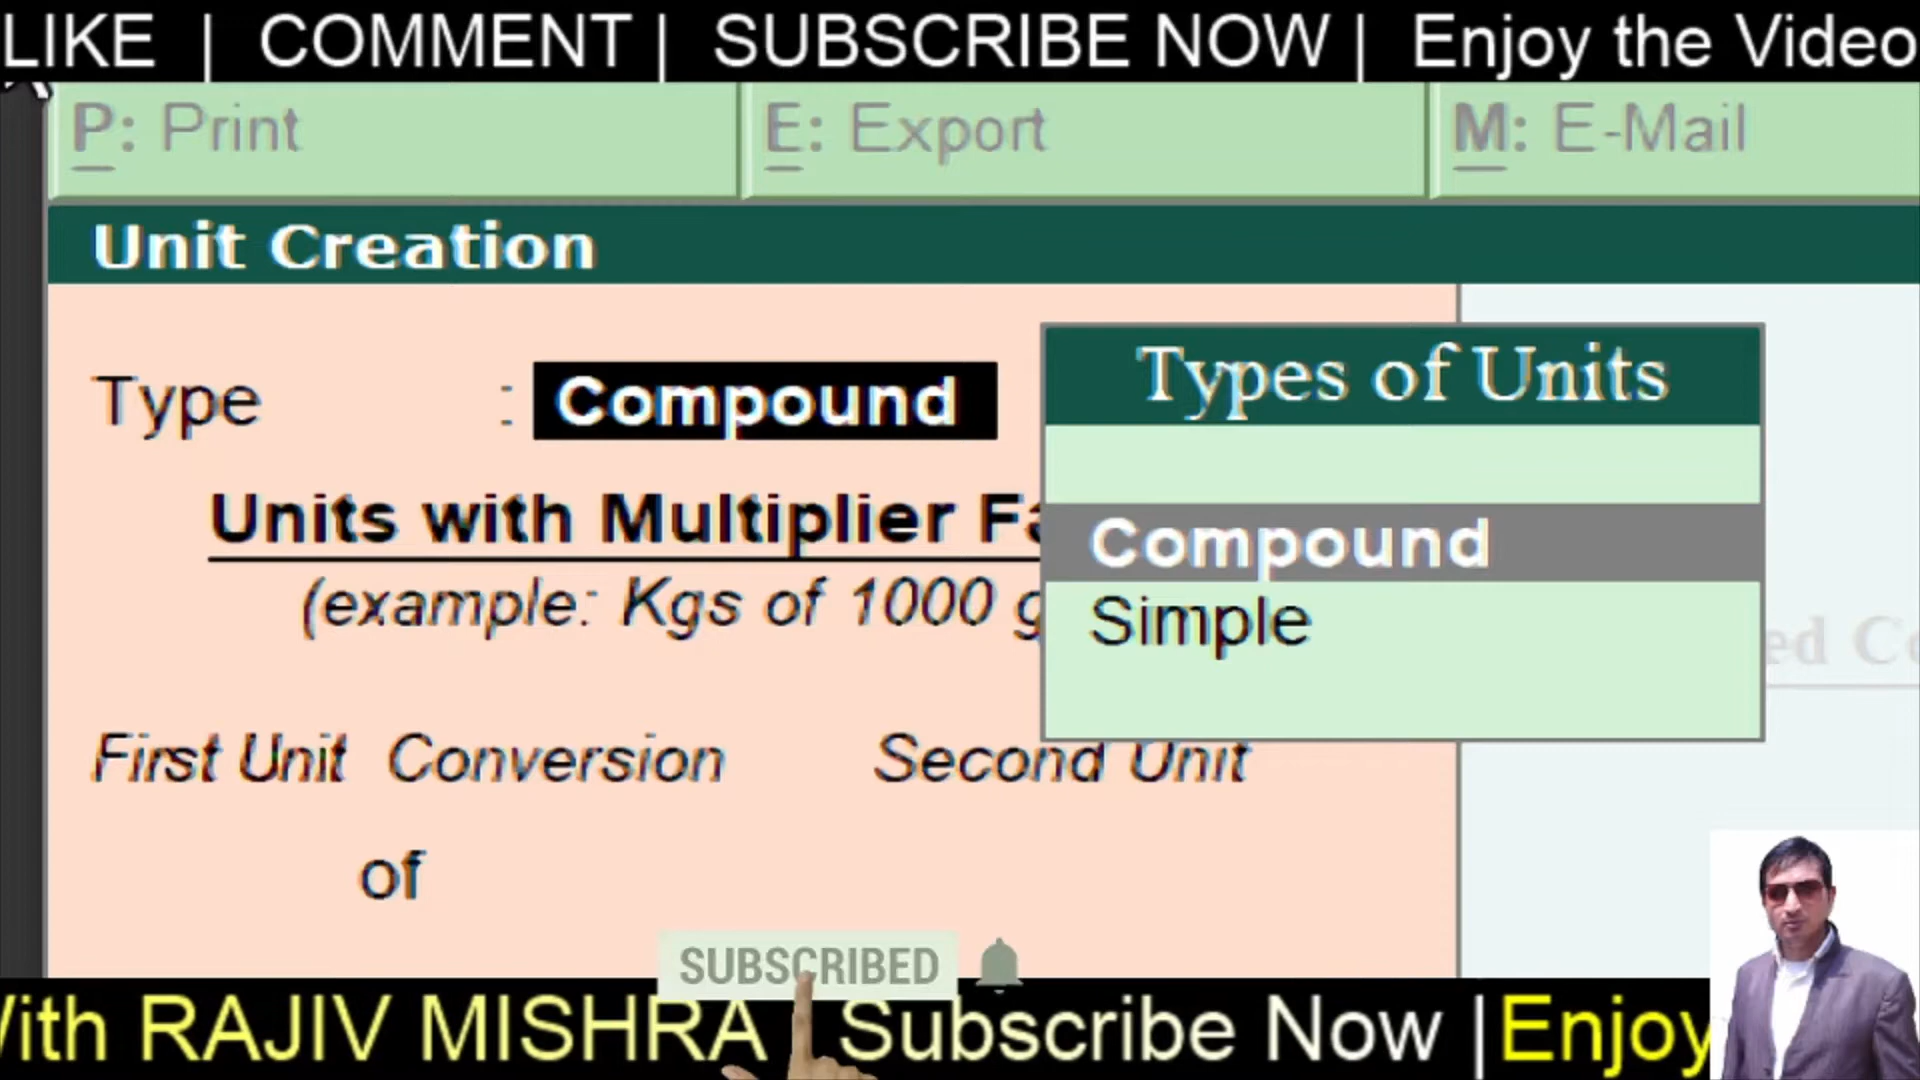 LIKE | COMMENT | SUBSCRIBE NOW | Enjoy the Video
P: Print E: Export M: E-Mail
Unit Creation
Type : Compound
Units with Multiplier
(example: Kgs of 1000
First Unit Conversion Second Unit
of
Types of Units
Compound
Simple
SUBSCRIBED
With RAJIV MISHRA | Subscribe Now | Enjoy